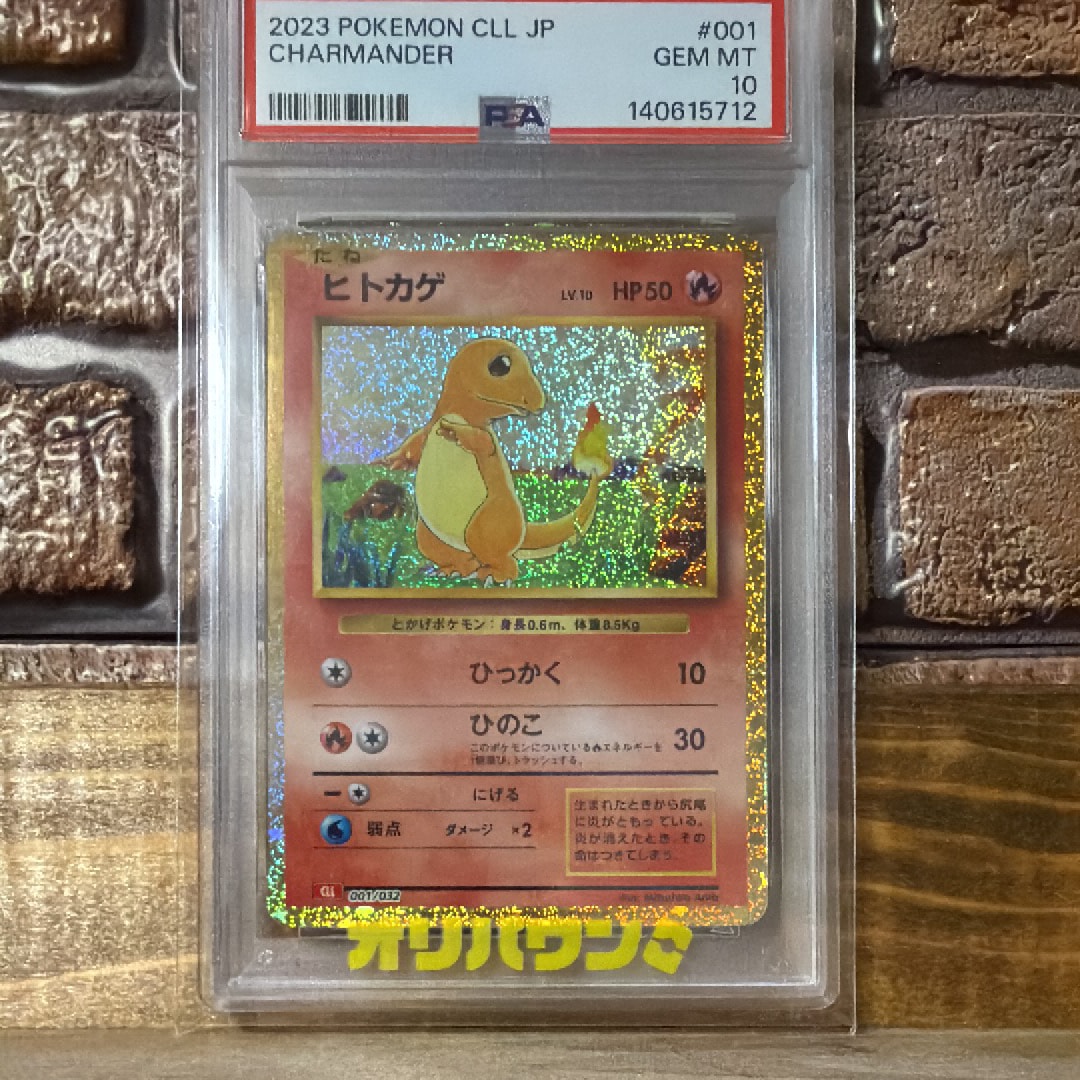 2023 POKEMON CLL JP #001
CHARMANDER GEM MT
10
140615712
PSA
たね
ヒトカゲ LV.10 HP50
とかげポケモン：身長0.6m、体重8.5Kg
ひっかく 10
ひのこ 30
このポケモンについている エネルギーを
1個選び、トラッシュする。
にげる
弱点 ダメージ ×2
生まれたときから尻尾
に炎がともっている。
炎が消えたとき、その
命はつきてしまう。
CLL 001/032
オリパワン